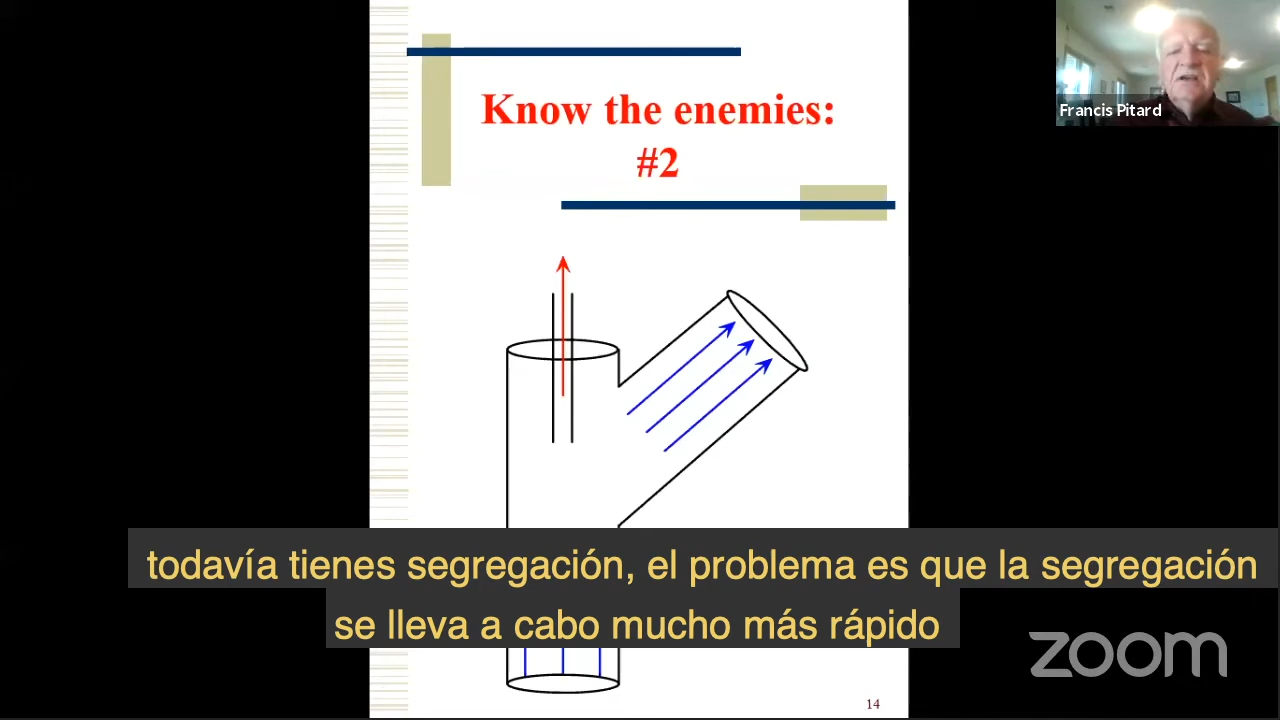 Know the enemies:
#2
Francis Pitard
todavía tienes segregación, el problema es que la segregación
se lleva a cabo mucho más rápido
zoom
14